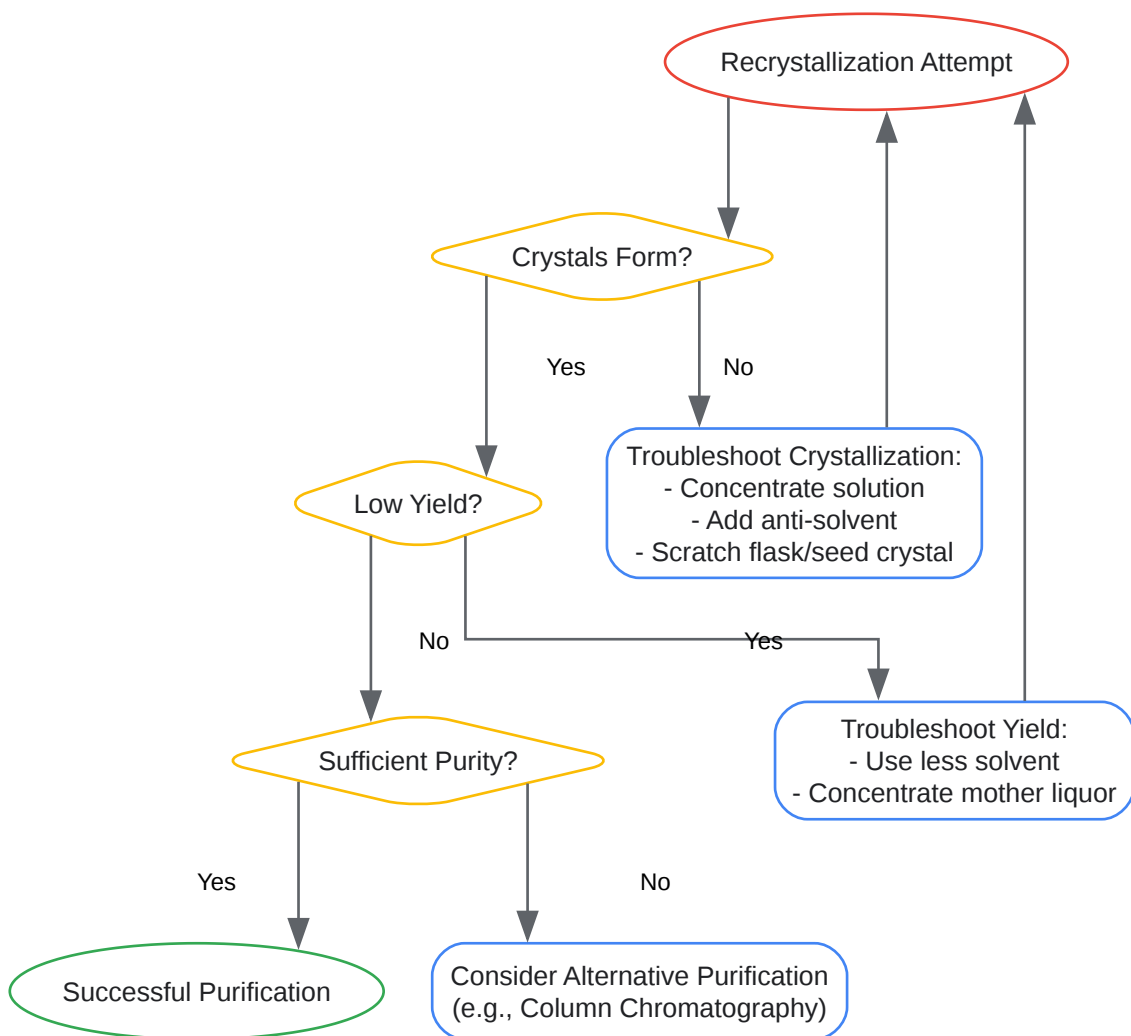 Recrystallization Attempt
Crystals Form?
Yes
No
Troubleshoot Crystallization:
- Concentrate solution
- Add anti-solvent
- Scratch flask/seed crystal
Low Yield?
No
Yes
Troubleshoot Yield:
- Use less solvent
- Concentrate mother liquor
Sufficient Purity?
Yes
No
Successful Purification
Consider Alternative Purification
(e.g., Column Chromatography)